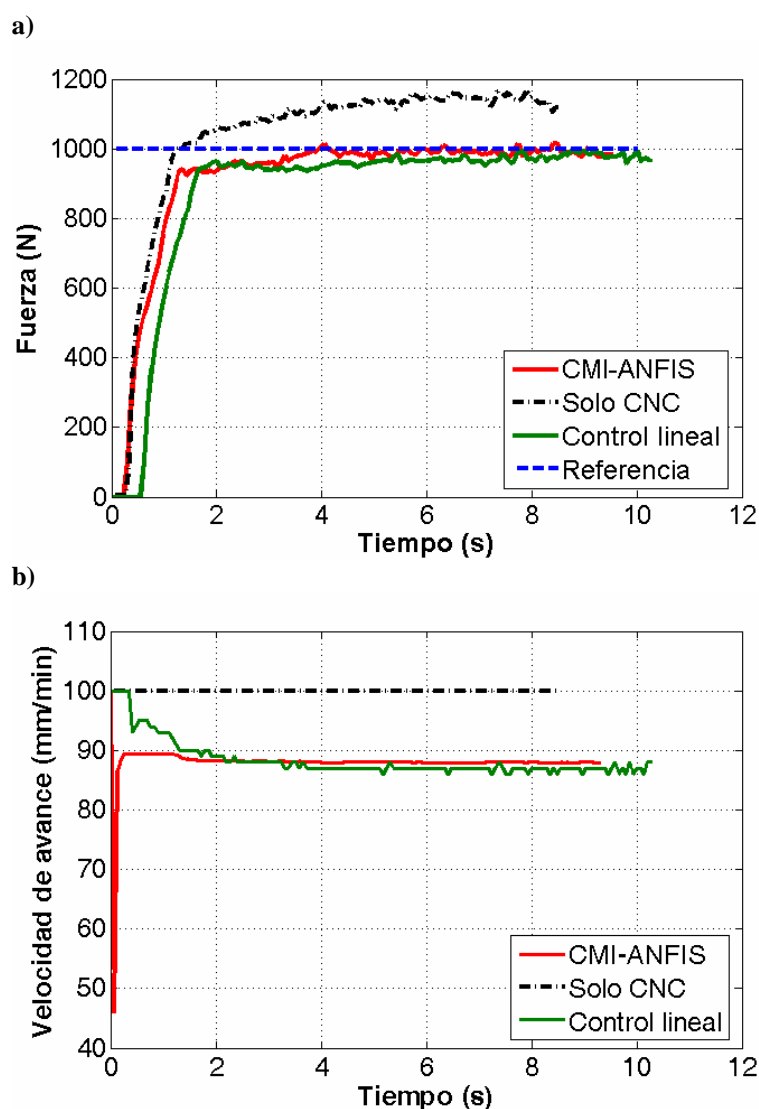 a)
1200
1000
800
600
400
200
0
Fuerza (N)
0 2 4 6 8 10 12
Tiempo (s)
CMI-ANFIS
Solo CNC
Control lineal
Referencia
b)
110
100
90
80
70
60
50
40
Velocidad de avance (mm/min)
0 2 4 6 8 10 12
Tiempo (s)
CMI-ANFIS
Solo CNC
Control lineal